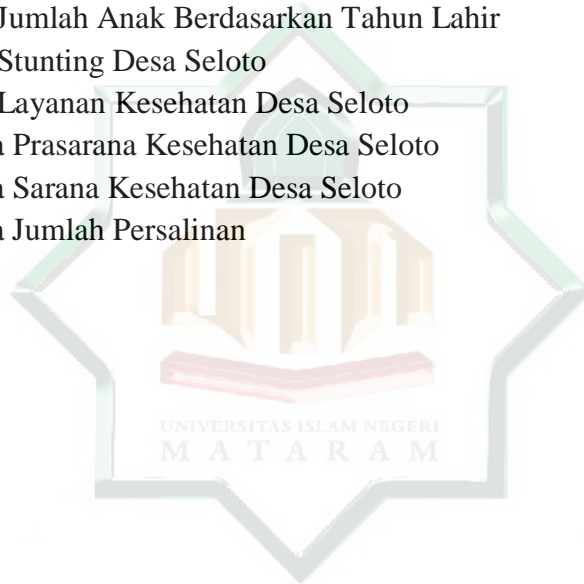 Jumlah Anak Berdasarkan Tahun Lahir
Stunting Desa Seloto
Layanan Kesehatan Desa Seloto
a Prasarana Kesehatan Desa Seloto
a Sarana Kesehatan Desa Seloto
a Jumlah Persalinan
UNIVERSITAS ISLAM NEGERI
MATARAM